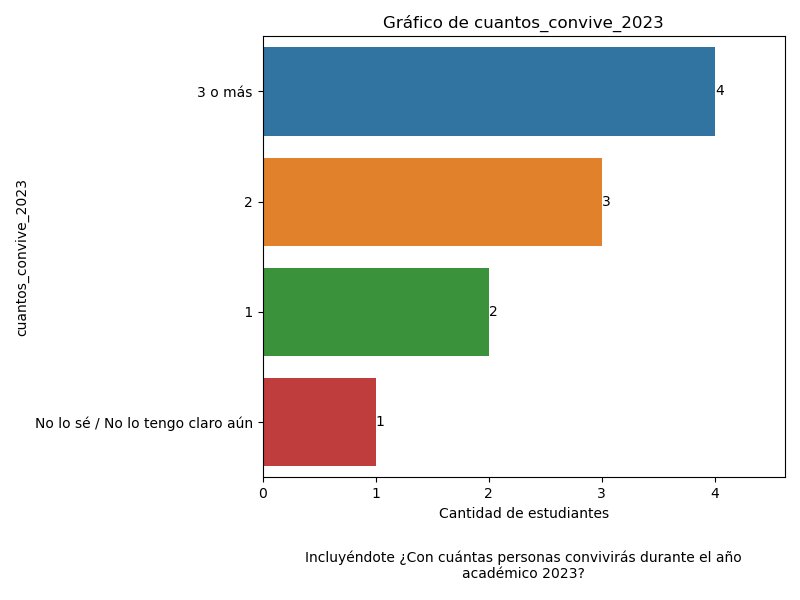 Gráfico de cuantos_convive_2023
cuantos_convive_2023
3 o más
4
2
3
1
2
No lo sé / No lo tengo claro aún
1
0 1 2 3 4
Cantidad de estudiantes
Incluyéndote ¿Con cuántas personas convivirás durante el año
académico 2023?